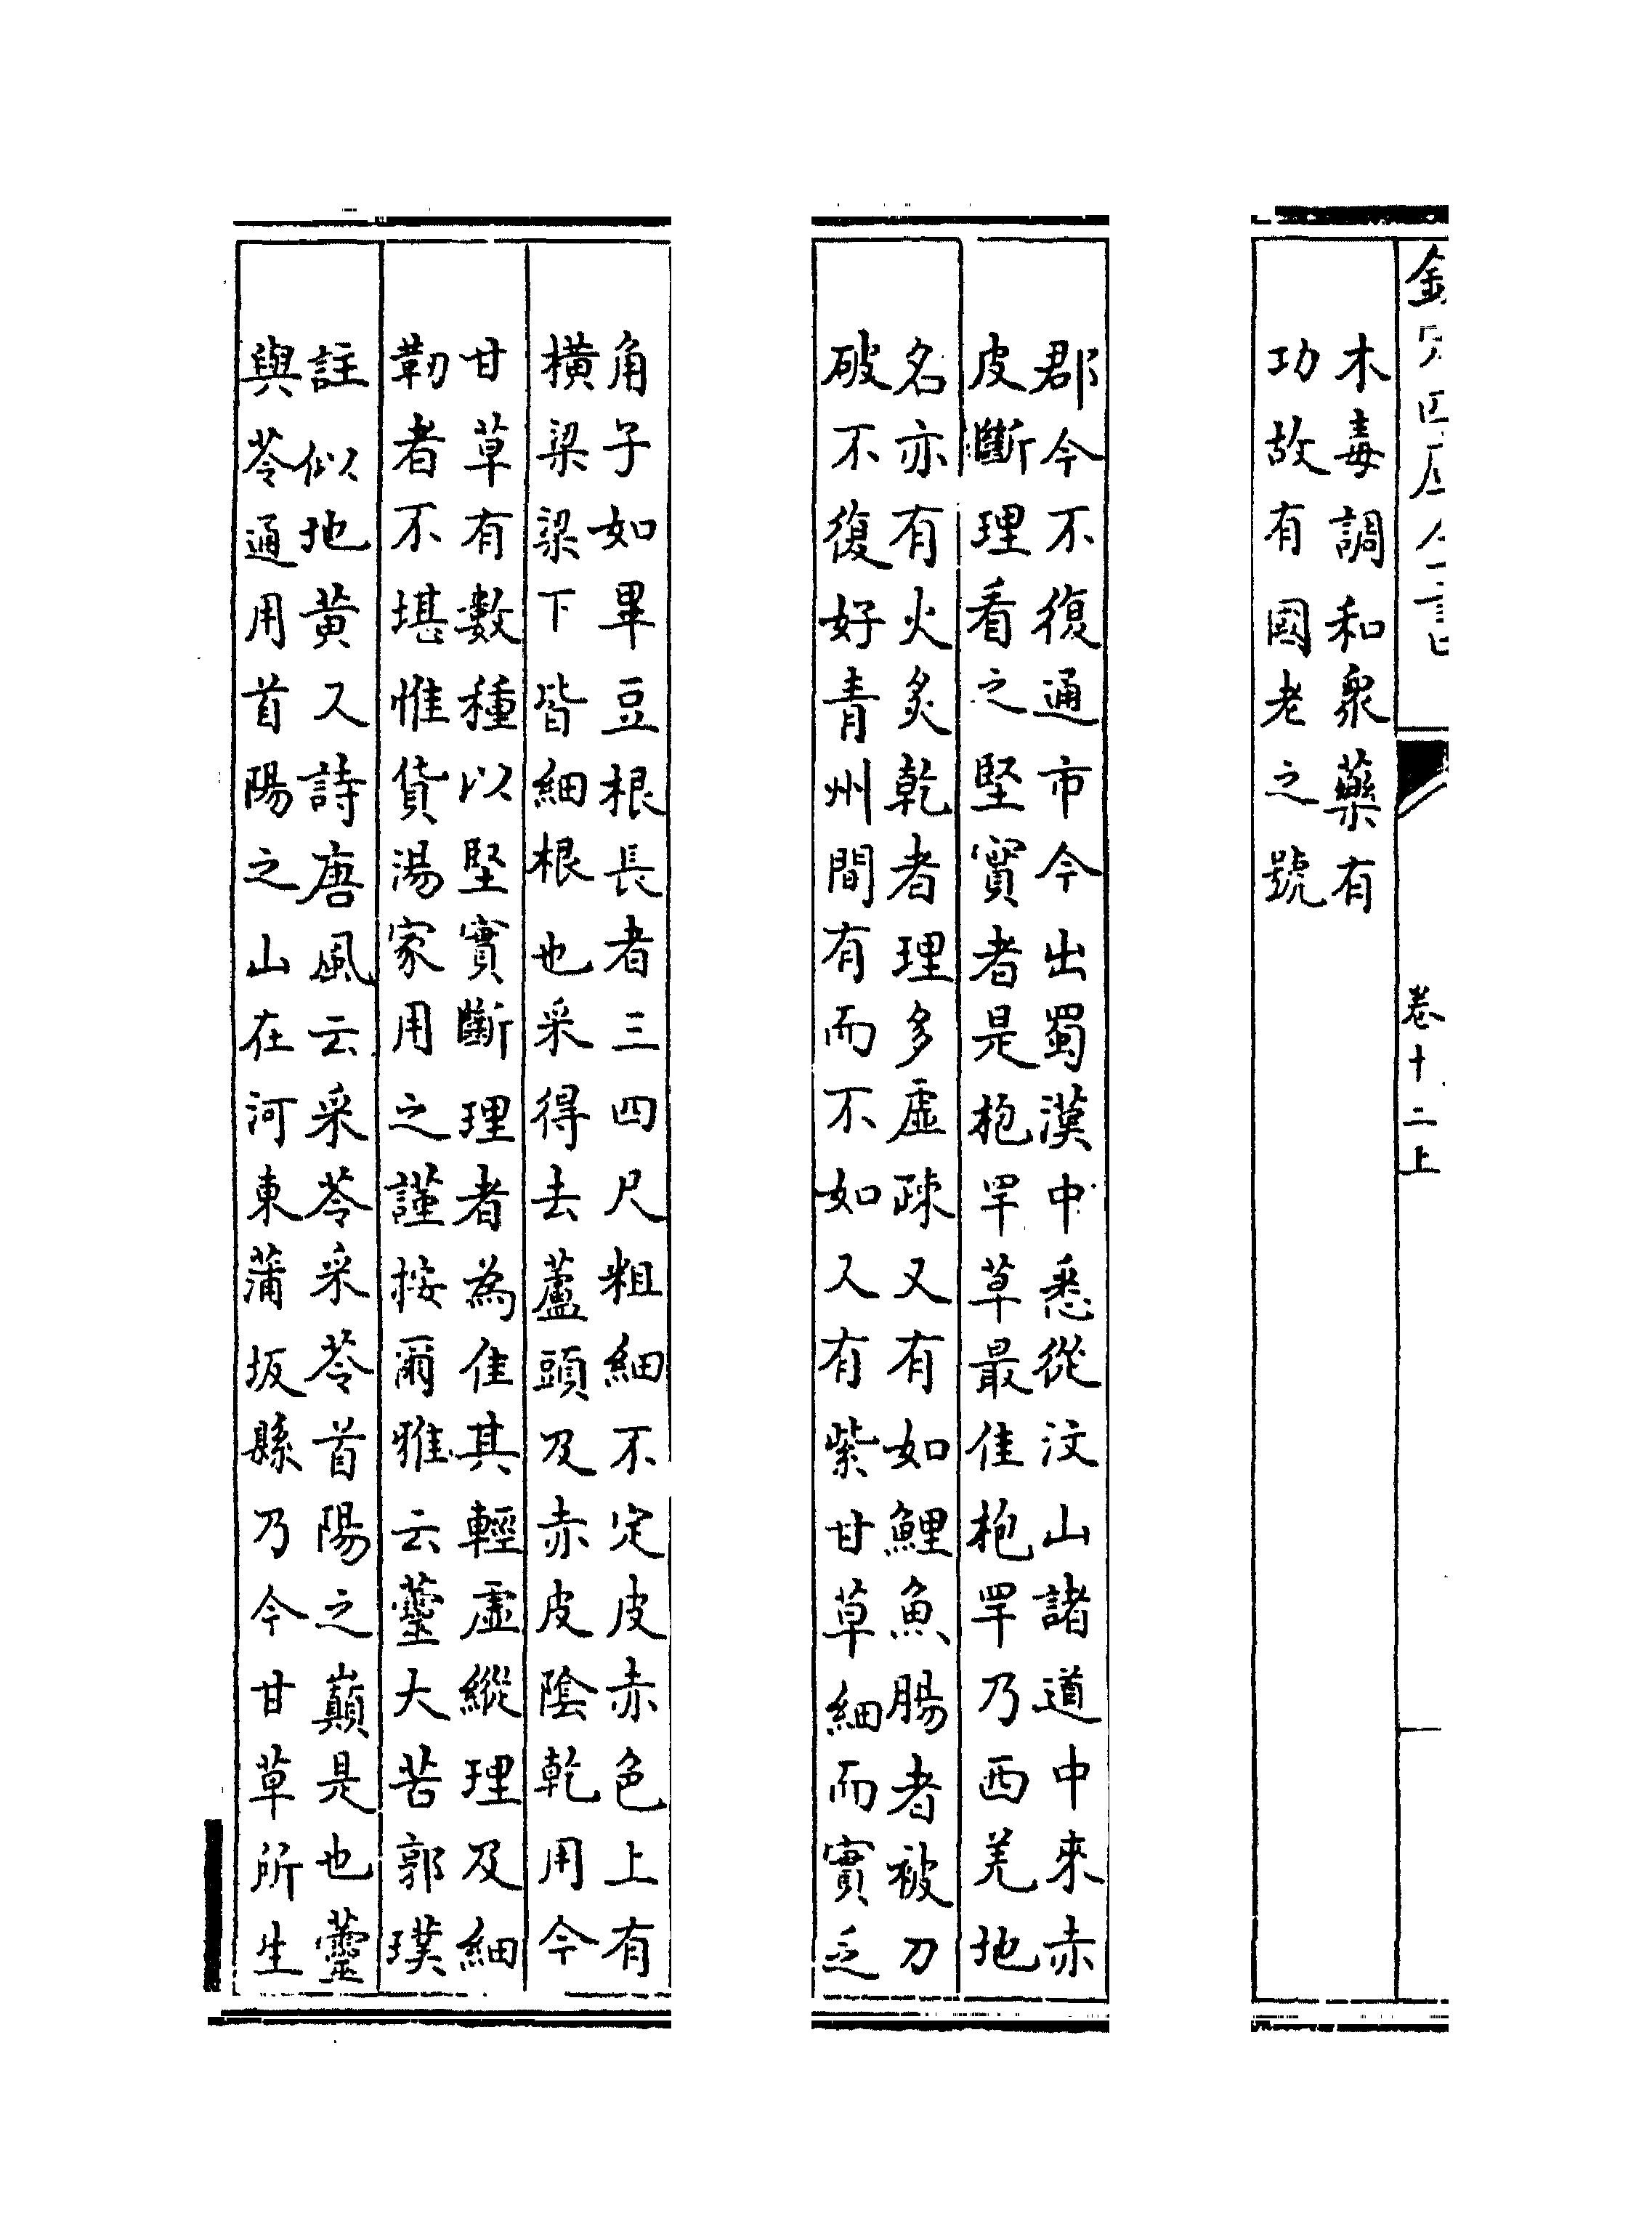 欽定四庫全書
卷十二上
木毒調和衆藥有
功故有國老之號
郡今不復通市今出蜀漢中悉從汶山諸道中來赤
皮斷理看之堅實者是枹罕草最佳枹罕乃西羌地
名亦有火炙乾者理多虛疎又有如鯉魚腸者被刀
破不復好青州間有而不如又有紫甘草細而實乏
角子如畢豆根長者三四尺粗細不定皮赤色上有
橫梁梁下皆細根也采得去蘆頭及赤皮陰乾用今
甘草有數種以堅實斷理者為佳其輕虛縱理及細
靭者不堪惟貨湯家用之謹按爾雅云蘦大苦郭璞
註似地黃又詩唐風云采苓采苓首陽之巔是也蘦
與苓通用首陽之山在河東蒲坂縣乃今甘草所生